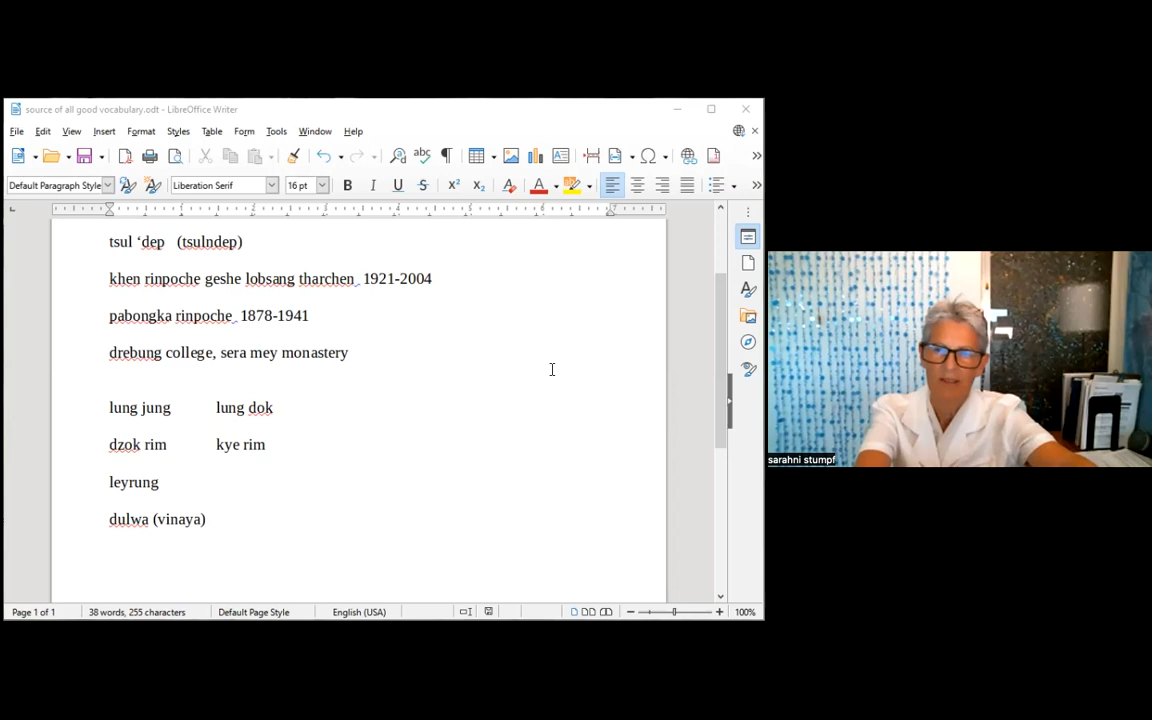 source of all good vocabulary.odt - LibreOffice Writer
File Edit View Insert Format Styles Table Form Tools Window Help
Default Paragraph Style Liberation Serif 16 pt
tsul ‘dep (tsulndep)
khen rinpoche geshe lobsang tharchen 1921-2004
pabongka rinpoche 1878-1941
drebung college, sera mey monastery
lung jung lung dok
dzok rim kye rim
leyrung
dulwa (vinaya)
sarahni stumpf
Page 1 of 1 38 words, 255 characters Default Page Style English (USA) 100%